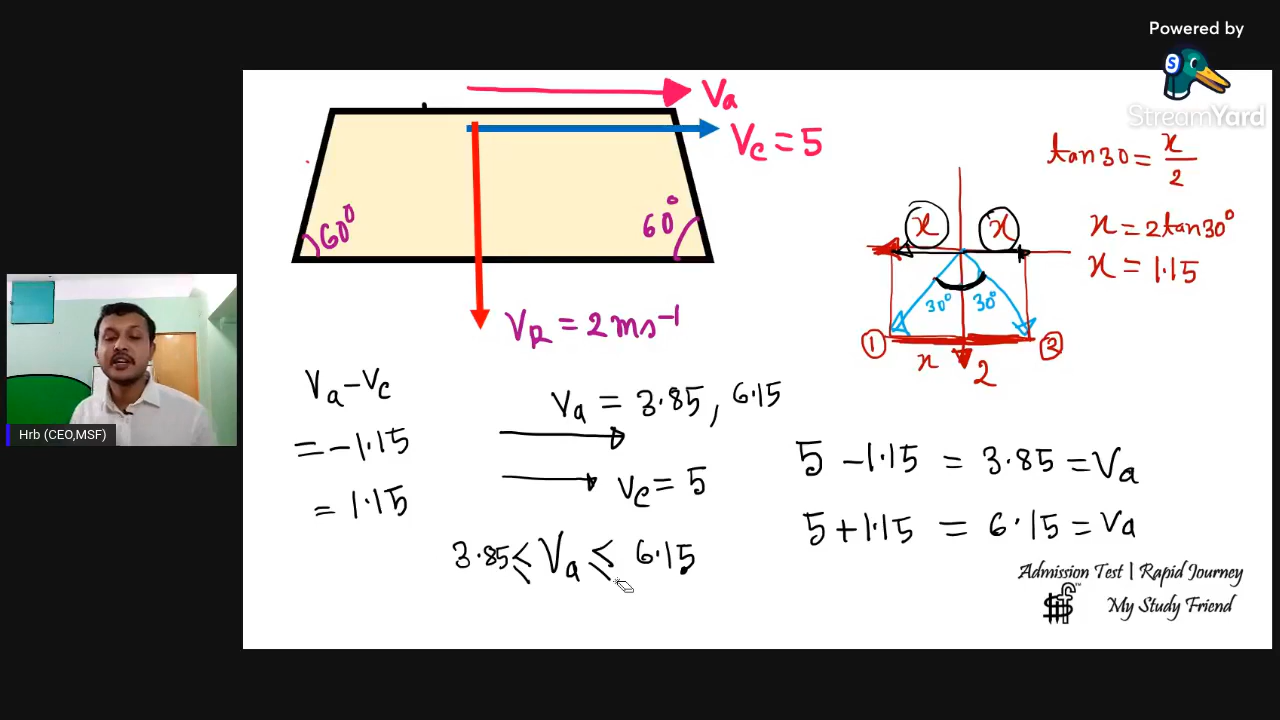 Powered by
S
StreamYard
Va
Vc = 5
60°
60°
VR = 2ms⁻¹
tan30 = x/2
x = 2tan30°
x = 1.15
x x
30° 30°
1 2
x 2
Va - Vc
= -1.15
= 1.15
Va = 3.85, 6.15
Vc = 5
3.85 ≤ Va ≤ 6.15
5 - 1.15 = 3.85 = Va
5 + 1.15 = 6.15 = Va
Hrb (CEO,MSF)
Admission Test | Rapid Journey
My Study Friend